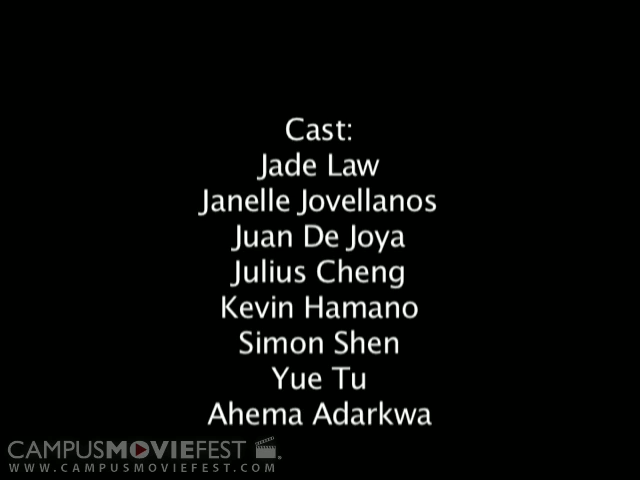 Cast:
Jade Law
Janelle Jovellanos
Juan De Joya
Julius Cheng
Kevin Hamano
Simon Shen
Yue Tu
Ahema Adarkwa
CAMPUSMOVIEFEST
WWW.CAMPUSMOVIEFEST.COM